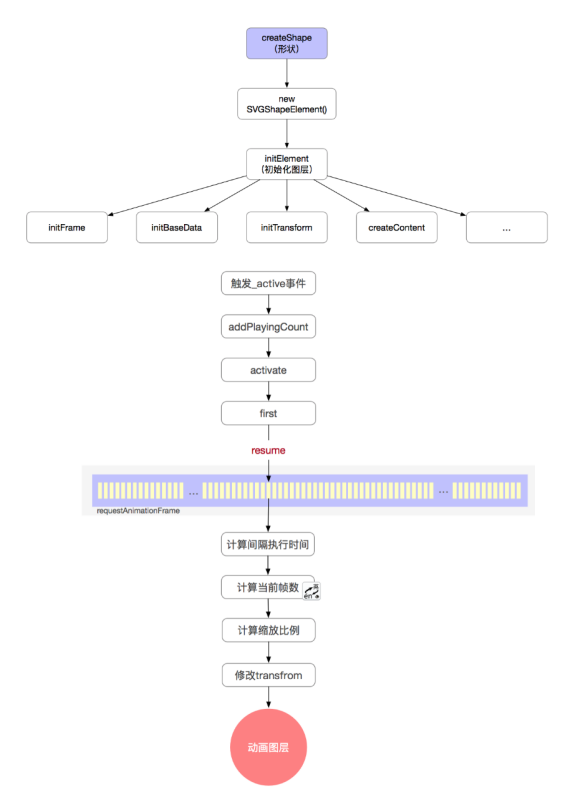 createShape
（形状）
new
SVGShapeElement()
initElement
（初始化图层）
initFrame
initBaseData
initTransform
createContent
...
触发_active事件
addPlayingCount
activate
first
resume
...
...
requestAnimationFrame
计算间隔执行时间
计算当前帧数
en
计算缩放比例
修改transfrom
动画图层